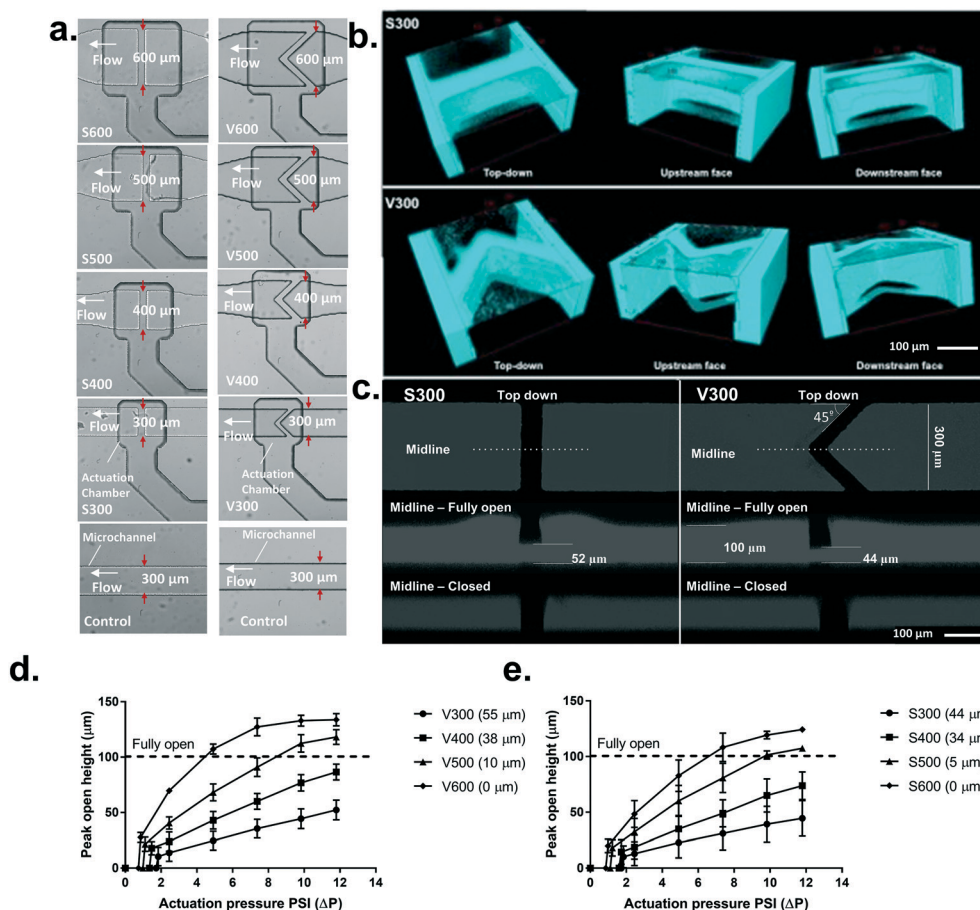 a.
600 µm
Flow
S600
600 µm
Flow
V600
500 µm
Flow
S500
500 µm
Flow
V500
400 µm
Flow
S400
400 µm
Flow
V400
300 µm
Actuation
Chamber
S300
300 µm
Actuation
Chamber
V300
Microchannel
300 µm
Flow
Control
Microchannel
300 µm
Flow
Control
b.
S300
Top-down
Upstream face
Downstream face
V300
100 µm
Top-down
Upstream face
Downstream face
c.
S300
Top down
Midline
Midline – Fully open
52 µm
Midline – Closed
V300
Top down
45°
Midline
300 µm
Midline – Fully open
100 µm
44 µm
Midline – Closed
100 µm
d.
Peak open height (µm)
150
100
50
0
Fully open
0 2 4 6 8 10 12 14
Actuation pressure PSI (ΔP)
V300 (55 µm)
V400 (38 µm)
V500 (10 µm)
V600 (0 µm)
e.
Peak open height (µm)
150
100
50
0
Fully open
0 2 4 6 8 10 12 14
Actuation pressure PSI (ΔP)
S300 (44 µm
S400 (34 µm
S500 (5 µm
S600 (0 µm